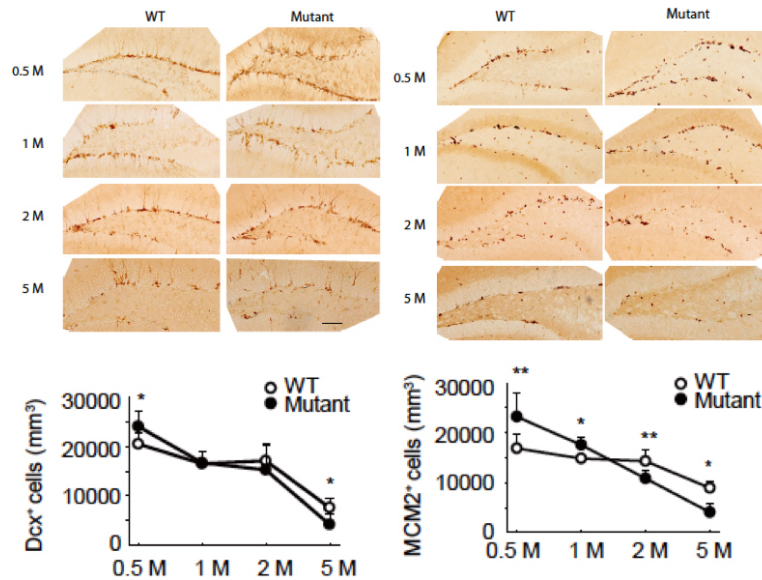 WT Mutant
0.5 M
1 M
2 M
5 M
WT Mutant
0.5 M
1 M
2 M
5 M
Dcx⁺ cells (mm³)
30000
20000
10000
0
*
WT
Mutant
*
0.5 M 1 M 2 M 5 M
MCM2⁺ cells (mm³)
30000
20000
10000
0
**
*
**
*
WT
Mutant
0.5 M 1 M 2 M 5 M